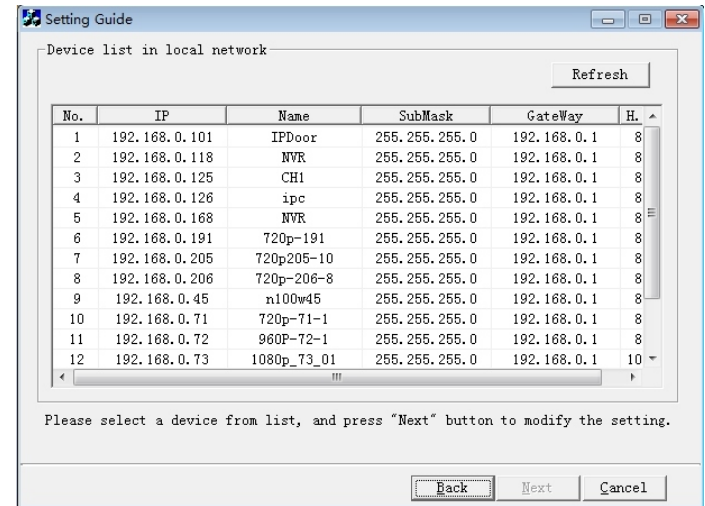 Setting Guide
Device list in local network
Refresh
No. IP Name SubMask GateWay H.
1 192.168.0.101 IPDoor 255.255.255.0 192.168.0.1 8
2 192.168.0.118 NVR 255.255.255.0 192.168.0.1 8
3 192.168.0.125 CH1 255.255.255.0 192.168.0.1 8
4 192.168.0.126 ipc 255.255.255.0 192.168.0.1 8
5 192.168.0.168 NVR 255.255.255.0 192.168.0.1 8
6 192.168.0.191 720p-191 255.255.255.0 192.168.0.1 8
7 192.168.0.205 720p205-10 255.255.255.0 192.168.0.1 8
8 192.168.0.206 720p-206-8 255.255.255.0 192.168.0.1 8
9 192.168.0.45 n100w45 255.255.255.0 192.168.0.1 8
10 192.168.0.71 720p-71-1 255.255.255.0 192.168.0.1 8
11 192.168.0.72 960P-72-1 255.255.255.0 192.168.0.1 8
12 192.168.0.73 1080p_73_01 255.255.255.0 192.168.0.1 10
Please select a device from list, and press "Next" button to modify the setting.
Back Next Cancel